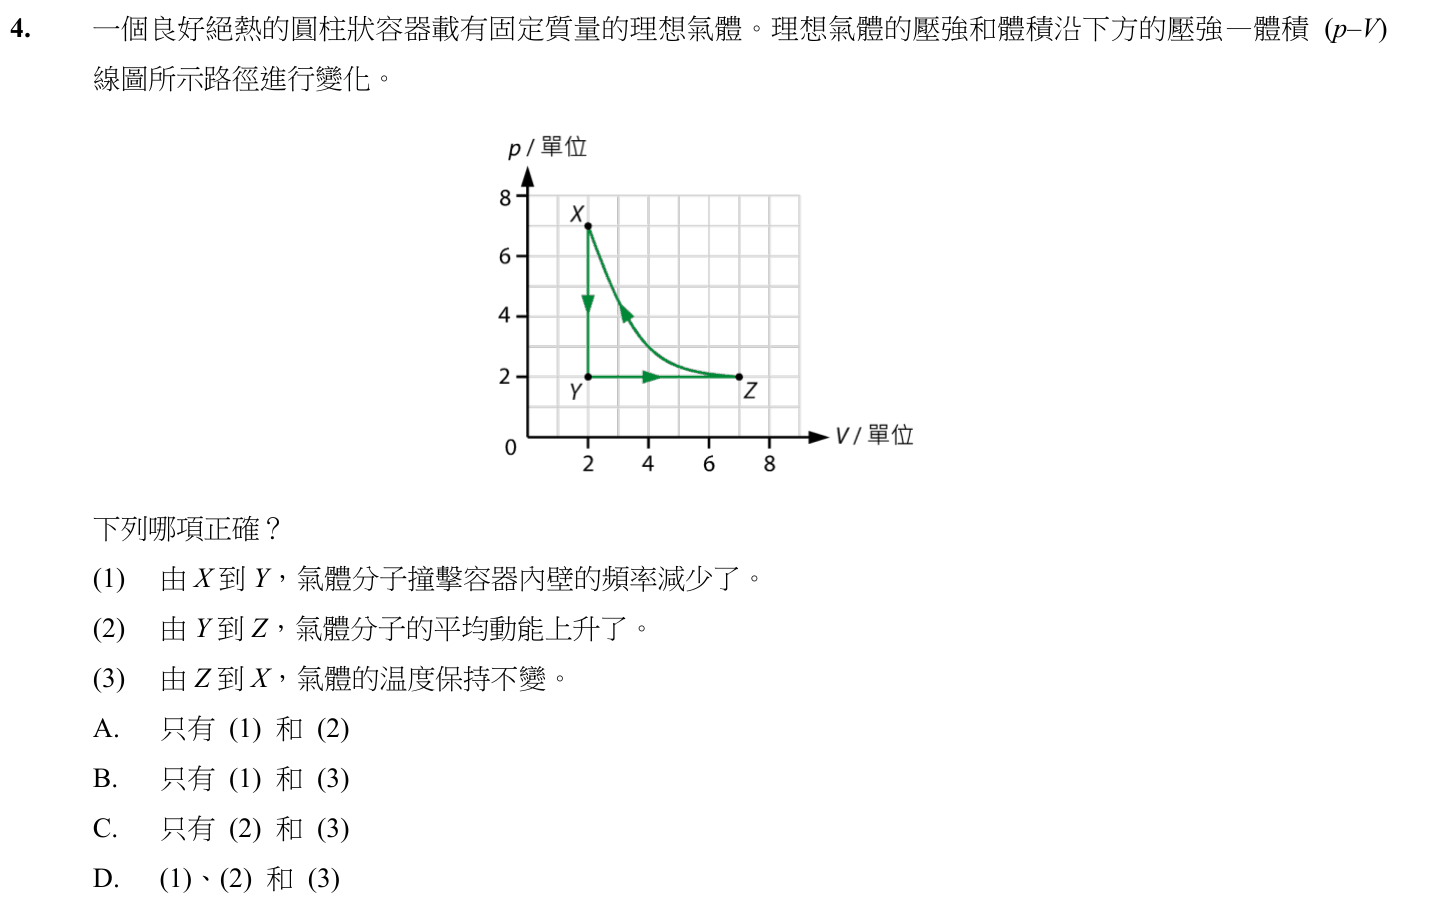 4. 一個良好絕熱的圓柱狀容器載有固定質量的理想氣體。理想氣體的壓強和體積沿下方的壓強—體積 (p–V)
線圖所示路徑進行變化。
p / 單位
8
X
6
4
2
Y
Z
0
V / 單位
2 4 6 8
下列哪項正確？
(1) 由 X 到 Y，氣體分子撞擊容器內壁的頻率減少了。
(2) 由 Y 到 Z，氣體分子的平均動能上升了。
(3) 由 Z 到 X，氣體的温度保持不變。
A. 只有 (1) 和 (2)
B. 只有 (1) 和 (3)
C. 只有 (2) 和 (3)
D. (1)、(2) 和 (3)